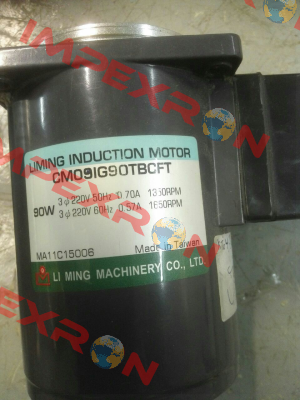 IMPEXRON
LIMING INDUCTION MOTOR
CM09IG90TBCFT
90W
3φ 220V 50Hz 0.70A 1350RPM
3φ 220V 60Hz 0.57A 1650RPM
MA11C15006
Made in Taiwan
LI MING MACHINERY CO., LTD.
IMPEXRON